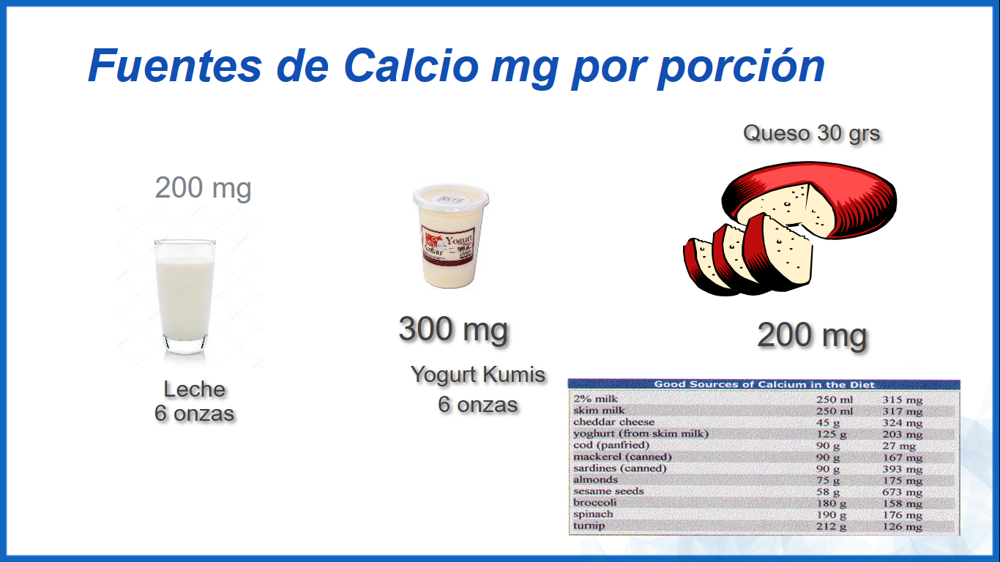 Fuentes de Calcio mg por porción
Queso 30 grs
200 mg
Yogurt
300 mg
200 mg
Yogurt Kumis
6 onzas
Leche
6 onzas
Good Sources of Calcium in the Diet
2% milk 250 ml 315 mg
skim milk 250 ml 317 mg
cheddar cheese 45 g 324 mg
yoghurt (from skim milk) 125 g 203 mg
cod (panfried) 90 g 27 mg
mackerel (canned) 90 g 167 mg
sardines (canned) 90 g 393 mg
almonds 75 g 175 mg
sesame seeds 58 g 673 mg
broccoli 180 g 158 mg
spinach 190 g 176 mg
turnip 212 g 126 mg